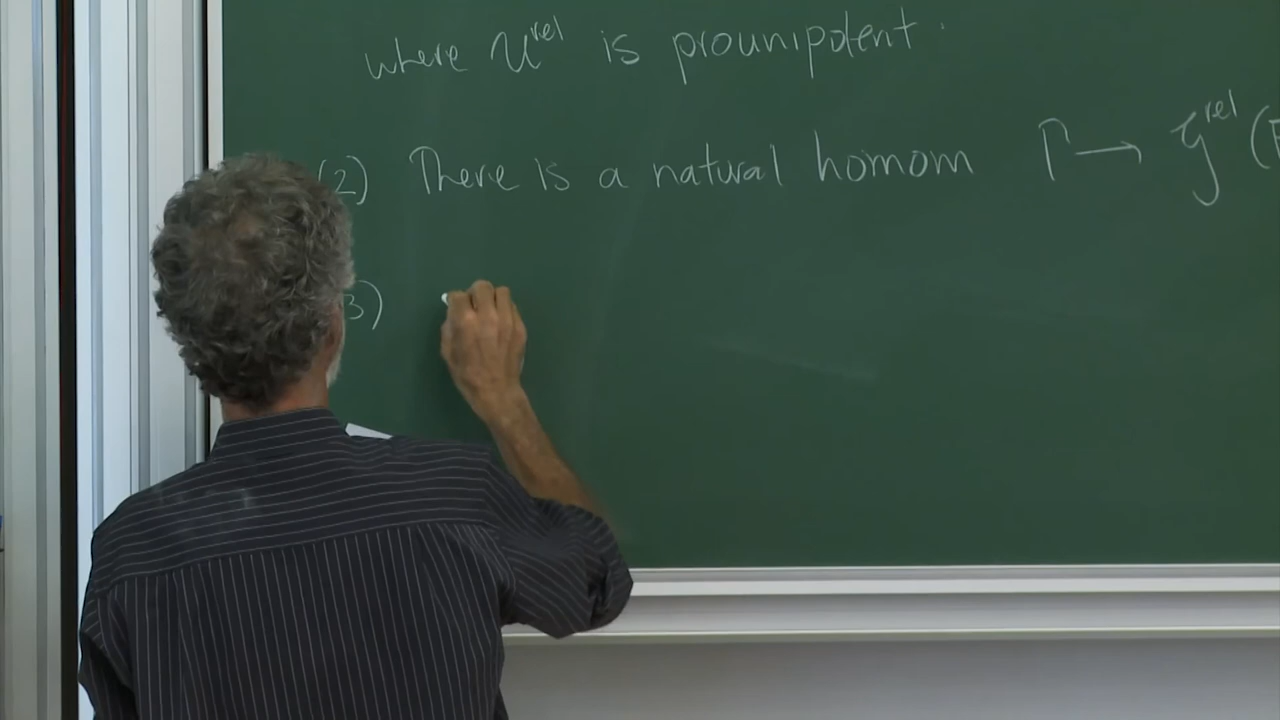 where U^rel is prounipotent.
(2) There is a natural homom Γ → G^rel (
3)